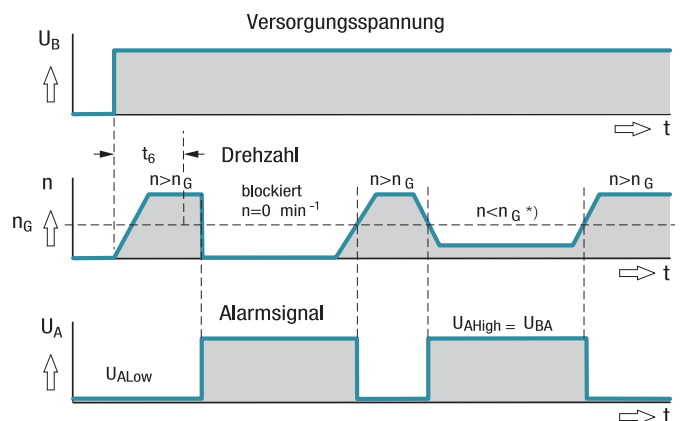 Versorgungsspannung
U_B
t
t_6
Drehzahl
n
n>n_G
blockiert
n=0 min⁻¹
n>n_G
n<n_G *)
n>n_G
n_G
t
Alarmsignal
U_A
U_ALow
U_AHigh = U_BA
t